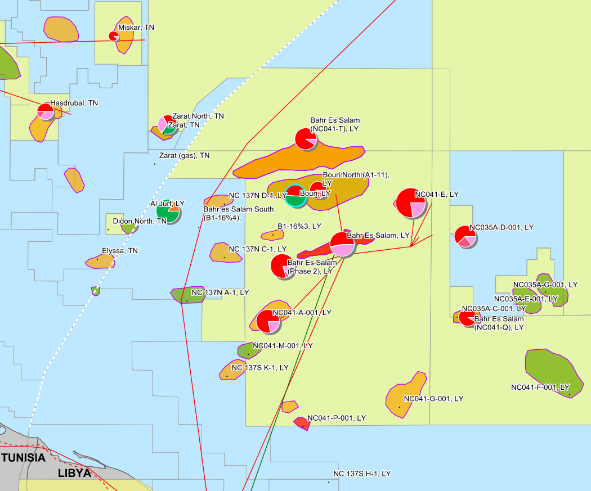 Miskar, TN
Hasdrubal, TN
Zarat North, TN
Zarat, TN
Bahr Es Salam
(NC041-T), LY
Zarat (gas), TN
Bouri North (A1-11),
LY
NC 137N D-1, LY
Bouri, LY
NC041-E, LY
Al Jurf, LY
Bahr es Salam South
(B1-16%4).
Didon North, TN
B1-16%3, LY
Bahr Es Salam, LY
NC035A-D-001, LY
Elyssa, TN
NC 137N C-1, LY
Bahr Es Salam
(Phase 2), LY
NC035A-G-001, LY
NC 137N A-1, LY
NC035A-E-001, LY
NC035A-C-001, LY
NC041-A-001, LY
Bahr Es Salam
(NC041-Q), LY
NC041-M-001, LY
NC 137S K-1, LY
NC041-F-001, LY
NC041-G-001, LY
NC041-P-001, LY
TUNISIA
LIBYA
NC 137S H-1, LY